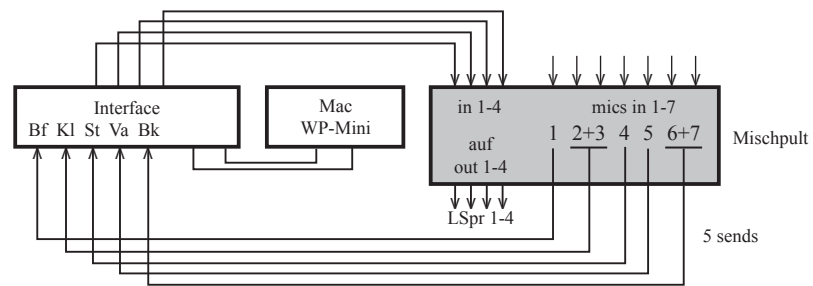 Interface
Bf Kl St Va Bk
Mac
WP-Mini
in 1-4
auf
out 1-4
mics in 1-7
1 2+3 4 5 6+7
Mischpult
LSpr 1-4
5 sends